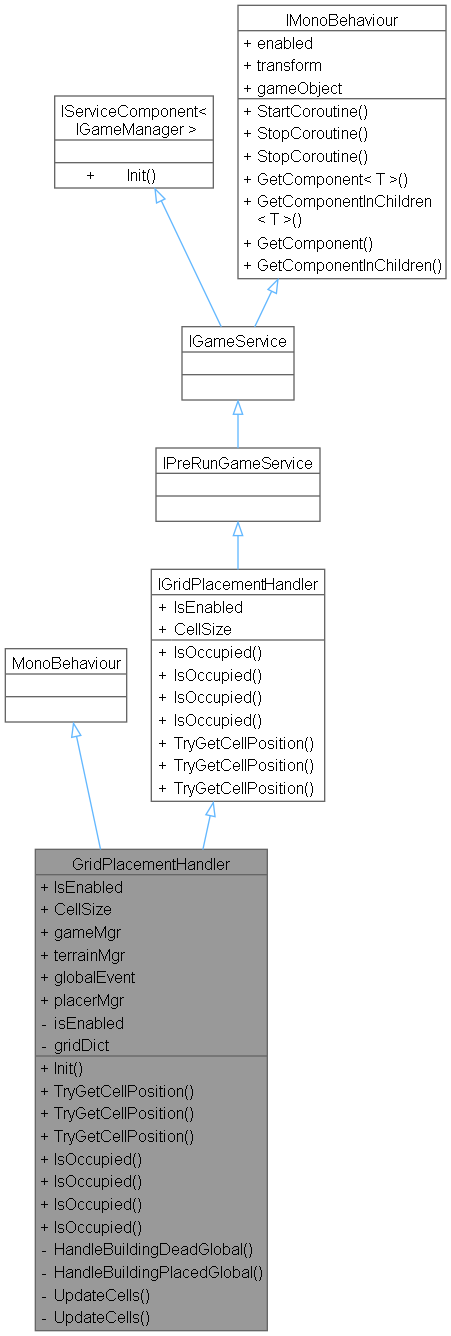 IMonoBehaviour
+ enabled
+ transform
+ gameObject
+ StartCoroutine()
+ StopCoroutine()
+ StopCoroutine()
+ GetComponent< T >()
+ GetComponentInChildren
< T >()
+ GetComponent()
+ GetComponentInChildren()
IServiceComponent<
IGameManager >
+ Init()
IGameService
IPreRunGameService
IGridPlacementHandler
+ IsEnabled
+ CellSize
+ IsOccupied()
+ IsOccupied()
+ IsOccupied()
+ IsOccupied()
+ TryGetCellPosition()
+ TryGetCellPosition()
+ TryGetCellPosition()
MonoBehaviour
GridPlacementHandler
+ IsEnabled
+ CellSize
+ gameMgr
+ terrainMgr
+ globalEvent
+ placerMgr
- isEnabled
- gridDict
+ Init()
+ TryGetCellPosition()
+ TryGetCellPosition()
+ TryGetCellPosition()
+ IsOccupied()
+ IsOccupied()
+ IsOccupied()
+ IsOccupied()
- HandleBuildingDeadGlobal()
- HandleBuildingPlacedGlobal()
- UpdateCells()
- UpdateCells()